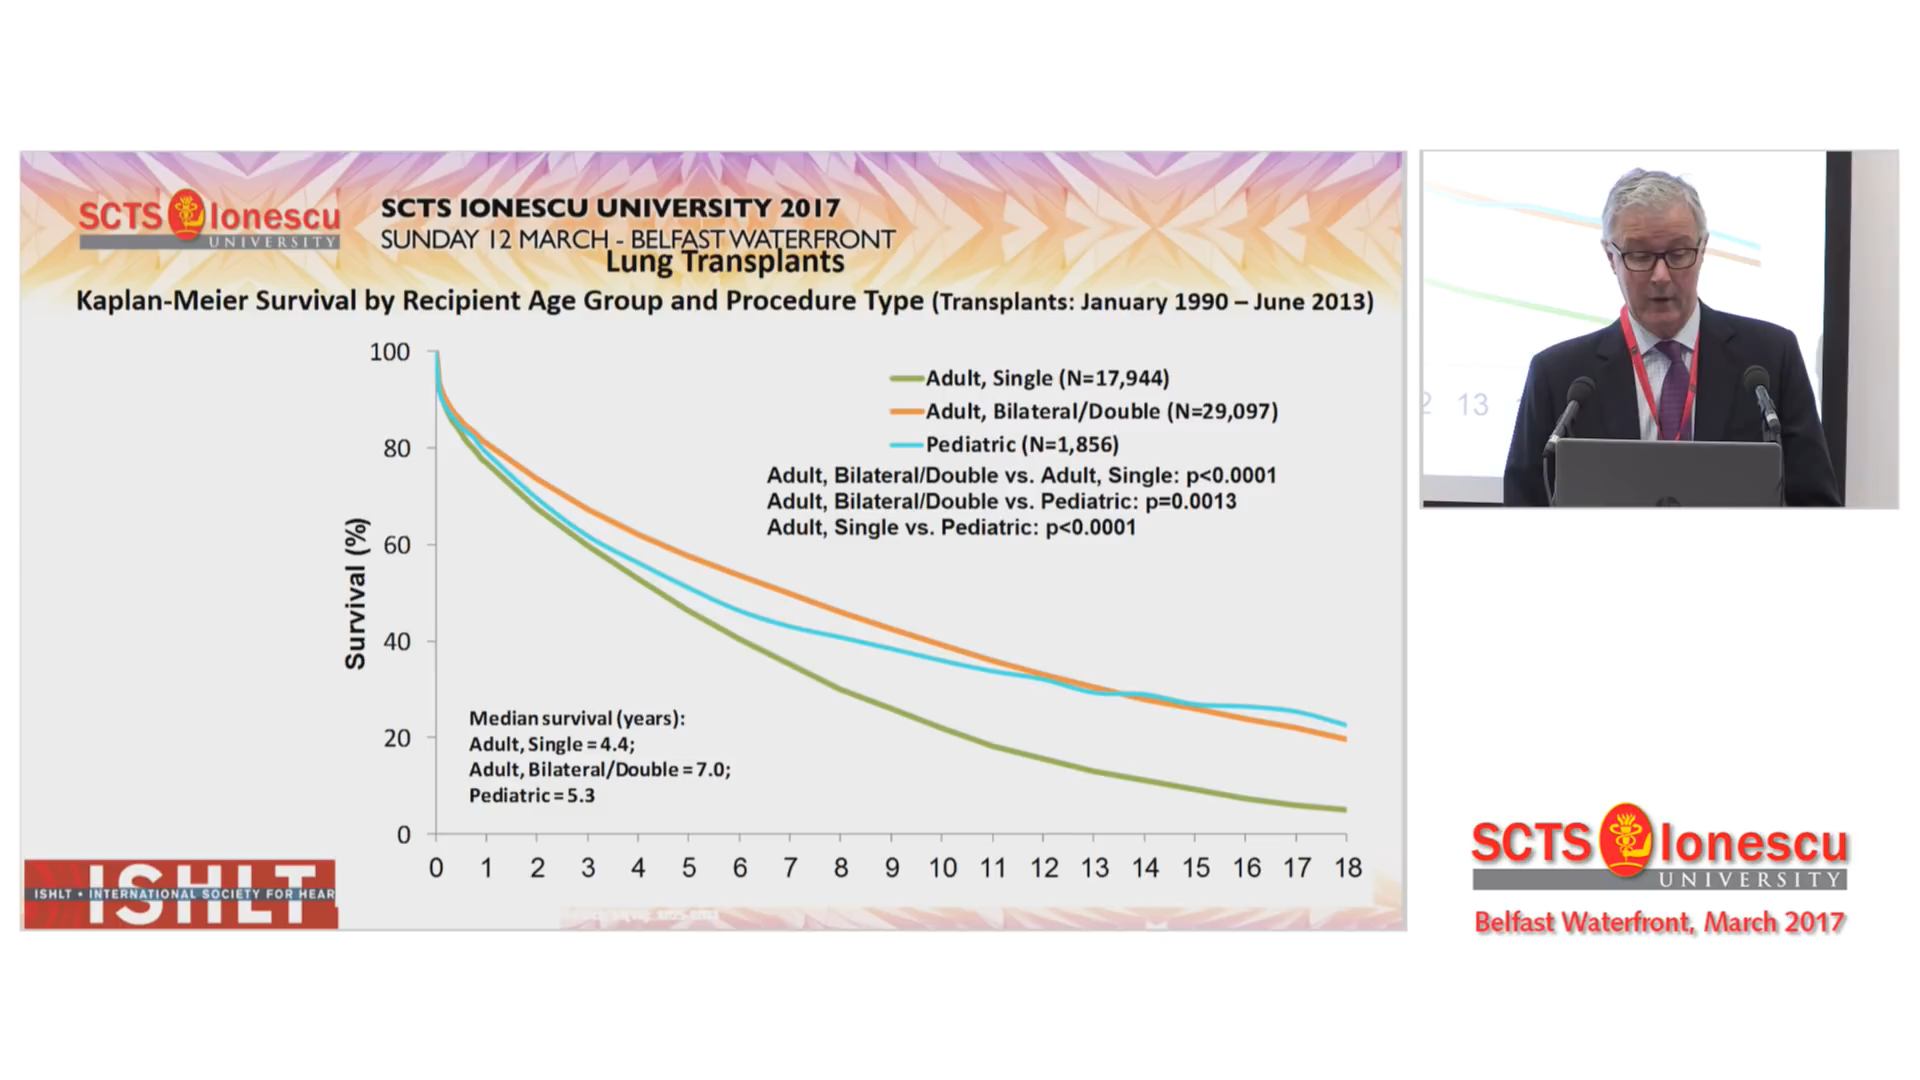 SCTS Ionescu
UNIVERSITY
SCTS IONESCU UNIVERSITY 2017
SUNDAY 12 MARCH - BELFAST WATERFRONT
Lung Transplants
Kaplan-Meier Survival by Recipient Age Group and Procedure Type (Transplants: January 1990 – June 2013)
100
80
60
40
20
0
Survival (%)
Adult, Single (N=17,944)
Adult, Bilateral/Double (N=29,097)
Pediatric (N=1,856)
Adult, Bilateral/Double vs. Adult, Single: p<0.0001
Adult, Bilateral/Double vs. Pediatric: p=0.0013
Adult, Single vs. Pediatric: p<0.0001
Median survival (years):
Adult, Single = 4.4;
Adult, Bilateral/Double = 7.0;
Pediatric = 5.3
0 1 2 3 4 5 6 7 8 9 10 11 12 13 14 15 16 17 18
ISHLT
ISHLT • INTERNATIONAL SOCIETY FOR HEAR
13
SCTS Ionescu
UNIVERSITY
Belfast Waterfront, March 2017